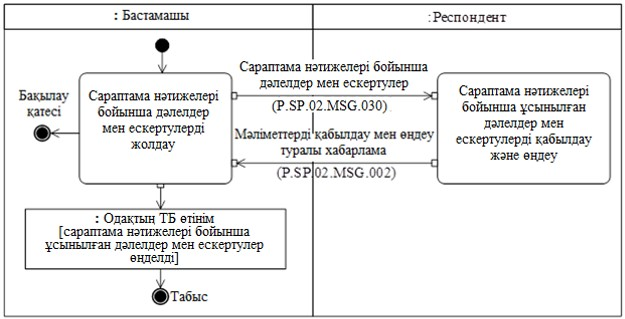 : Бастамашы
:Респондент
Бақылау
қатесі
Сараптама нәтижелері
бойынша дәлелдер
мен ескертулерді
жолдау
Сараптама нәтижелері бойынша
дәлелдер мен ескертулер
(P.SP.02.MSG.030)
Мәліметтерді қабылдау мен өңдеу
туралы хабарлама
(P.SP.02.MSG.002)
Сараптама нәтижелері
бойынша ұсынылған
дәлелдер мен
ескертулерді қабылдау
және өңдеу
: Одақтың ТБ өтінім
[сараптама нәтижелері бойынша
ұсынылған дәлелдер мен ескертулер
өңделді]
Табыс